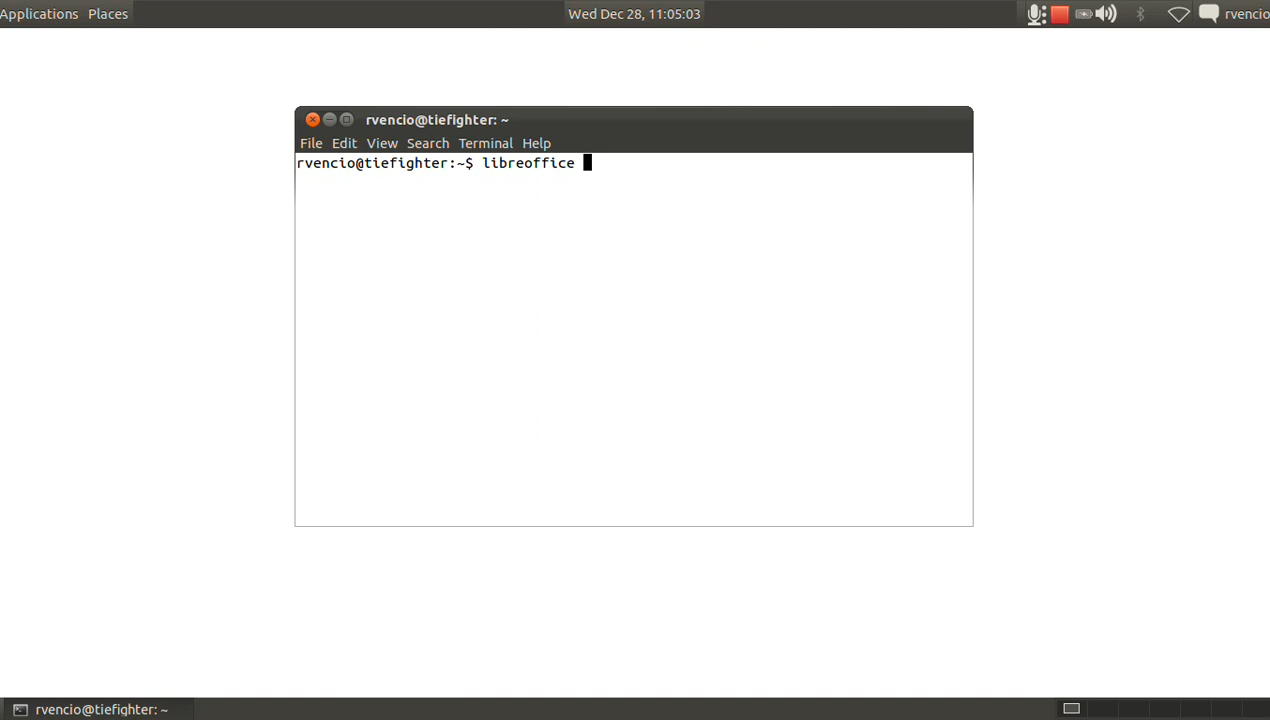 Applications Places Wed Dec 28, 11:05:03 rvencio
rvencio@tiefighter: ~
File Edit View Search Terminal Help
rvencio@tiefighter:~$ libreoffice
rvencio@tiefighter: ~